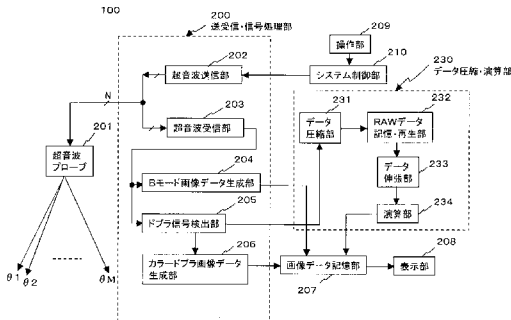 100
200
送受信・信号処理部
209
操作部
202
超音波送信部
210
システム制御部
230
データ圧縮・演算部
N
203
超音波受信部
201
超音波
プローブ
231
データ
圧縮部
232
RAWデータ
記憶・再生部
233
データ
伸張部
204
Bモード画像データ生成部
205
ドプラ信号検出部
234
演算部
206
カラードプラ画像データ
生成部
画像データ記憶部
207
208
表示部
θ1
θ2
θM